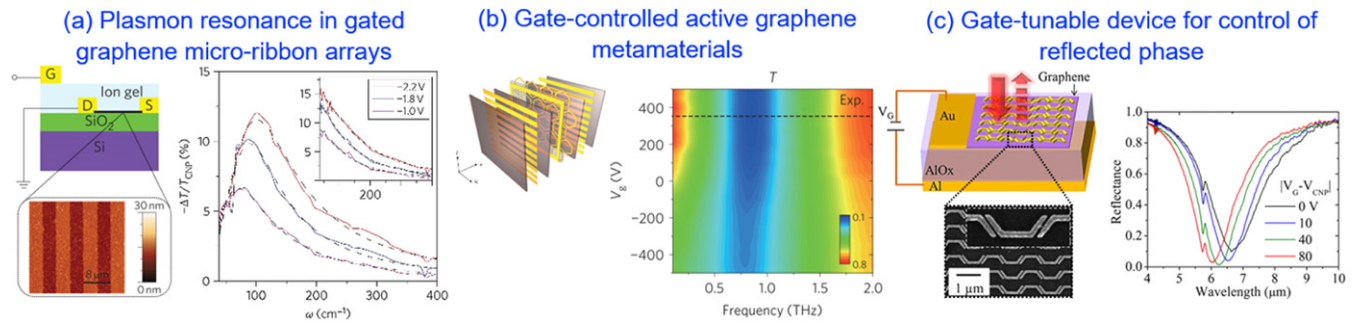 (a) Plasmon resonance in gated
graphene micro-ribbon arrays
G
Ion gel
D
S
SiO2
Si
30 nm
0 nm
8 μm
15
10
5
0
−ΔT/TCNP (%)
100
200
300
400
ω (cm−1)
−2.2 V
−1.8 V
−1.0 V
15
10
5
200
(b) Gate-controlled active graphene
metamaterials
T
Exp.
400
200
0
−200
−400
Vg (V)
0.1
0.8
0.5
1.0
1.5
2.0
Frequency (THz)
(c) Gate-tunable device for control of
reflected phase
Graphene
VG
Au
AlOx
Al
1 μm
1.0
0.8
0.6
0.4
0.2
0.0
Reflectance
|VG-VCNP|
0 V
10
40
80
4
5
6
7
8
9
10
Wavelength (μm)